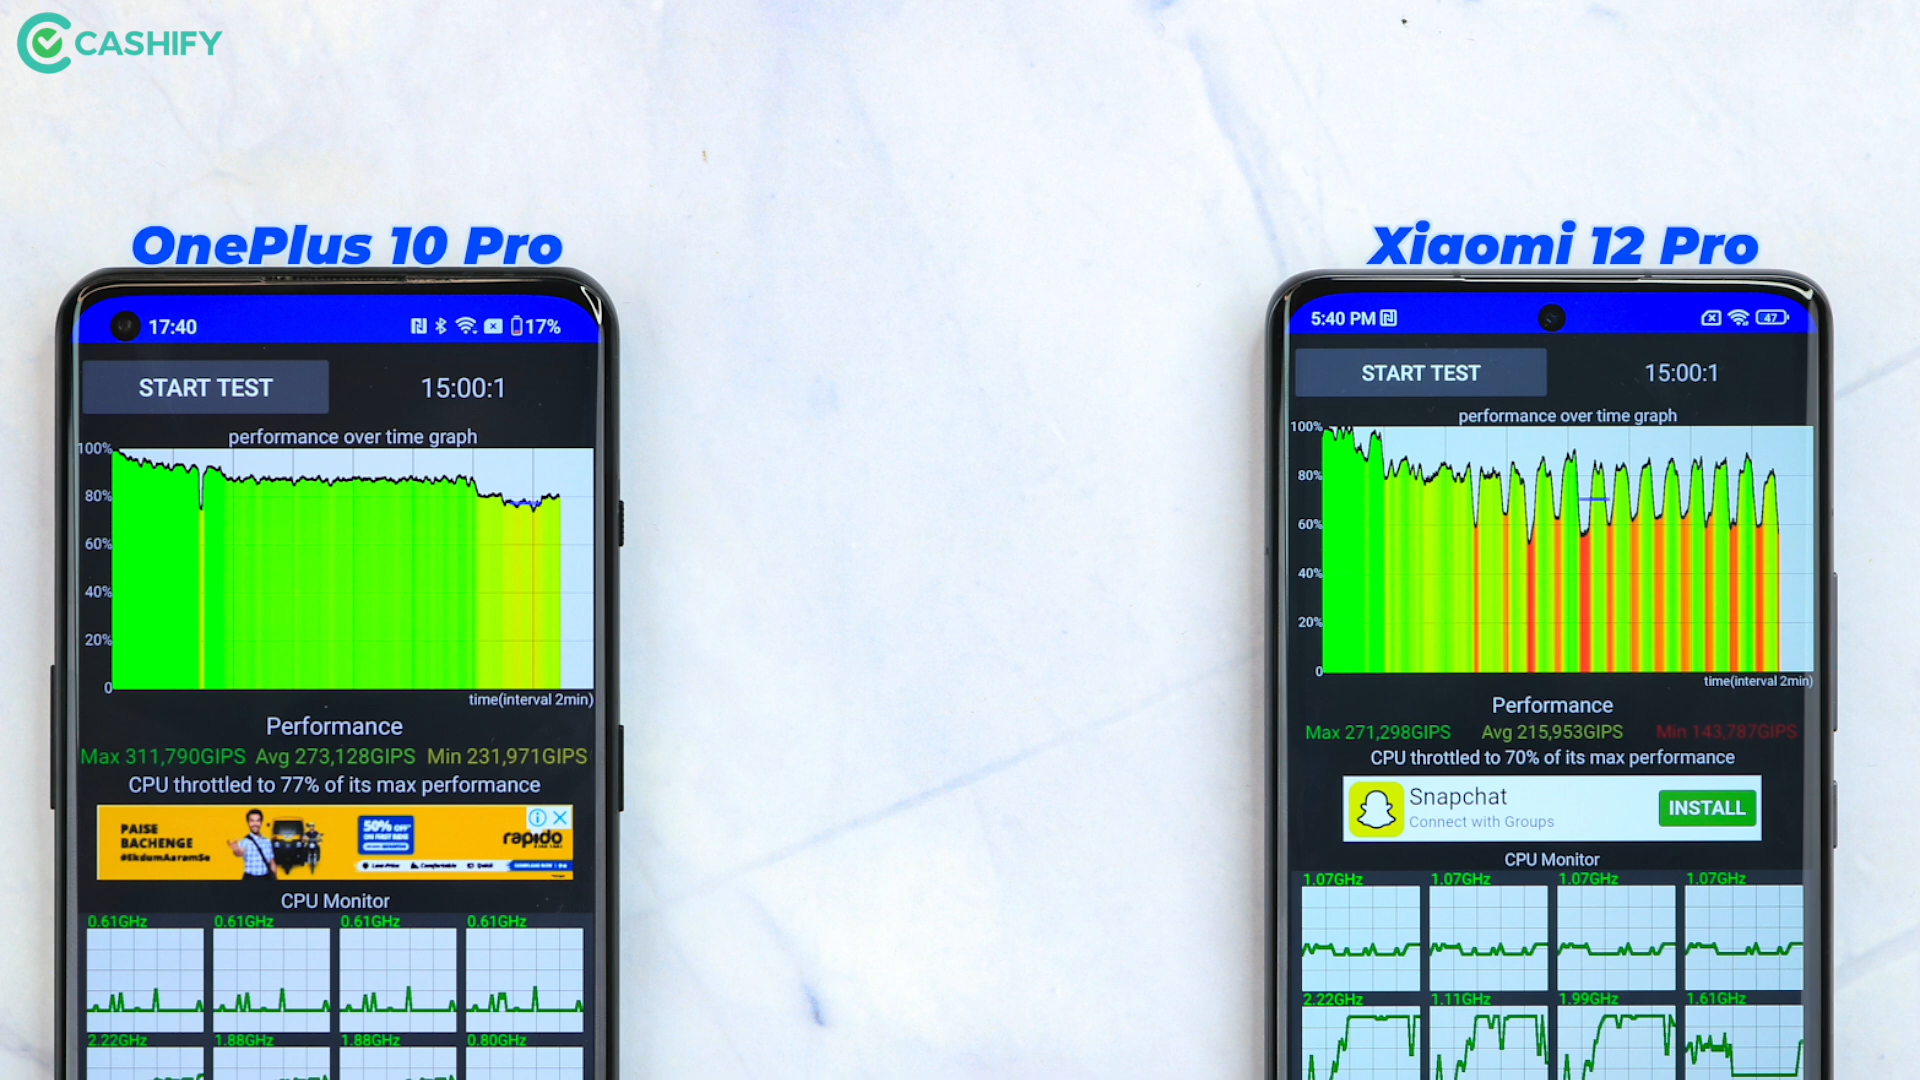 CASHIFY
OnePlus 10 Pro
17:40
17%
START TEST
15:00:1
performance over time graph
100%
80%
60%
40%
20%
0
time(interval 2min)
Performance
Max 311,790GIPS Avg 273,128GIPS Min 231,971GIPS
CPU throttled to 77% of its max performance
PAISE
BACHENGE
#EkdumAaramSe
50% OFF
rapido
CPU Monitor
0.61GHz 0.61GHz 0.61GHz 0.61GHz
2.22GHz 1.88GHz 1.88GHz 0.80GHz
Xiaomi 12 Pro
5:40 PM
47
START TEST
15:00:1
performance over time graph
100%
80%
60%
40%
20%
0
time(interval 2min)
Performance
Max 271,298GIPS Avg 215,953GIPS Min 143,787GIPS
CPU throttled to 70% of its max performance
Snapchat
Connect with Groups
INSTALL
CPU Monitor
1.07GHz 1.07GHz 1.07GHz 1.07GHz
2.22GHz 1.11GHz 1.99GHz 1.61GHz